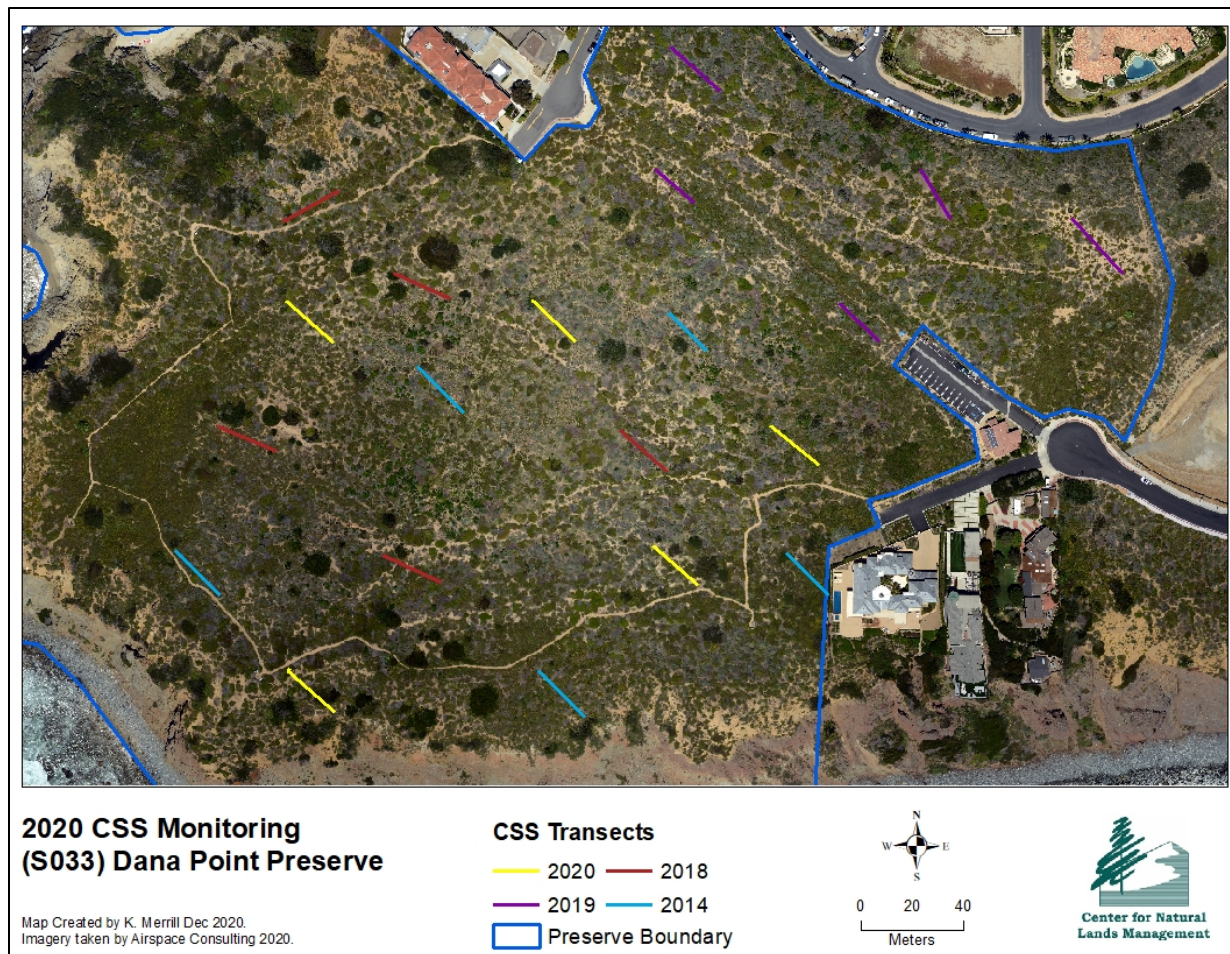 2020 CSS Monitoring
(S033) Dana Point Preserve
Map Created by K. Merrill Dec 2020.
Imagery taken by Airspace Consulting 2020.
CSS Transects
2020 2018
2019 2014
Preserve Boundary
N
W E
S
0 20 40
Meters
Center for Natural
Lands Management